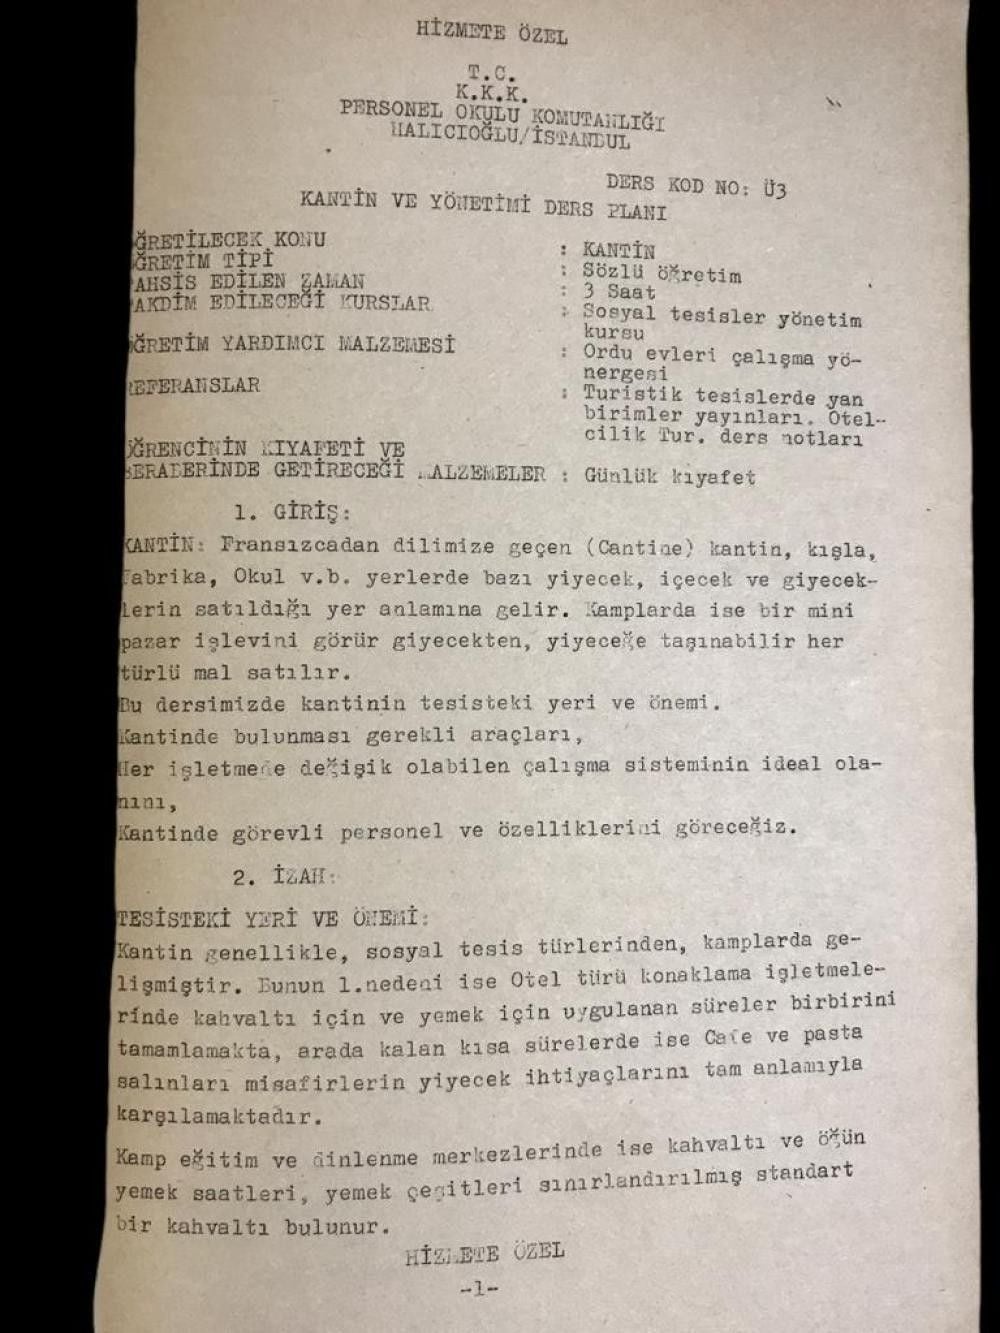 HİZMETE ÖZEL
T.C.
K.K.K.
PERSONEL OKULU KOMUTANLIĞI
HALICIOĞLU/İSTANBUL
DERS KOD NO: Ü3
KANTİN VE YÖNETİMİ DERS PLANI
ĞRETİLECEK KONU : KANTİN
ĞRETİM TİPİ : Sözlü öğretim
AHSİS EDİLEN ZAMAN : 3 Saat
AKDİM EDİLECEĞİ KURSLAR : Sosyal tesisler yönetim
kursu
ĞRETİM YARDIMCI MALZEMESİ : Ordu evleri çalışma yö-
nergesi
REFERANSLAR : Turistik tesislerde yan
birimler yayınları. Otel-
cilik Tur. ders notları
ÖĞRENCİNİN KIYAFETİ VE
BERABERİNDE GETİRECEĞİ MALZEMELER : Günlük kıyafet
1. GİRİŞ:
KANTİN: Fransızcadan dilimize geçen (Cantine) kantin, kışla,
Fabrika, Okul v.b. yerlerde bazı yiyecek, içecek ve giyecek-
lerin satıldığı yer anlamına gelir. Kamplarda ise bir mini
pazar işlevini görür giyecekten, yiyeceğe taşınabilir her
türlü mal satılır.
Bu dersimizde kantinin tesisteki yeri ve önemi.
Kantinde bulunması gerekli araçları,
Her işletmede değişik olabilen çalışma sisteminin ideal ola-
nını,
Kantinde görevli personel ve özelliklerini göreceğiz.
2. İZAH:
TESİSTEKİ YERİ VE ÖNEMİ:
Kantin genellikle, sosyal tesis türlerinden, kamplarda ge-
lişmiştir. Bunun 1.nedeni ise Otel türü konaklama işletmele-
rinde kahvaltı için ve yemek için uygulanan süreler birbirini
tamamlamakta, arada kalan kısa sürelerde ise Cafe ve pasta
salınları misafirlerin yiyecek ihtiyaçlarını tam anlamıyla
karşılamaktadır.
Kamp eğitim ve dinlenme merkezlerinde ise kahvaltı ve öğün
yemek saatleri, yemek çeşitleri sınırlandırılmış standart
bir kahvaltı bulunur.
HİZMETE ÖZEL
-1-